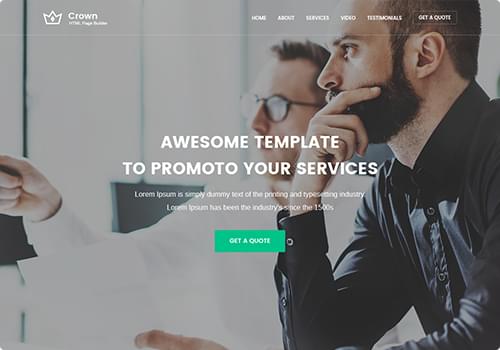 Crown
HTML Page Builder
HOME ABOUT SERVICES VIDEO TESTIMONIALS GET A QUOTE
AWESOME TEMPLATE
TO PROMOTO YOUR SERVICES
Lorem Ipsum is simply dummy text of the printing and typesetting industry.
Lorem Ipsum has been the industry's since the 1500s
GET A QUOTE